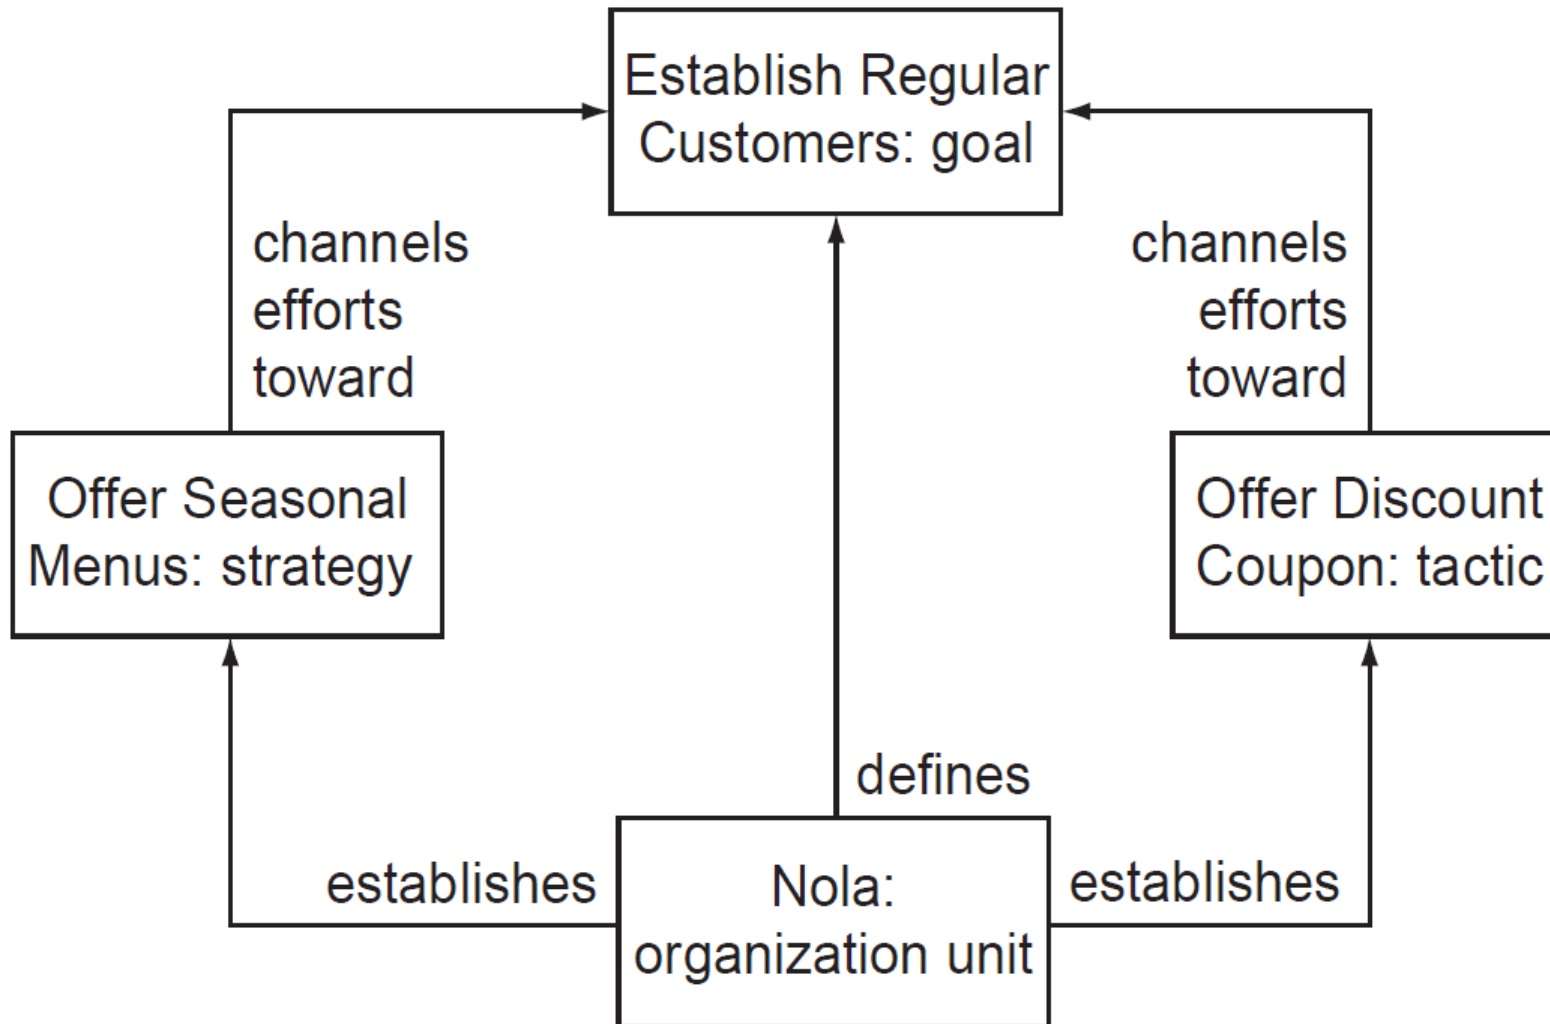 Establish Regular
Customers: goal
channels
efforts
toward
channels
efforts
toward
Offer Seasonal
Menus: strategy
Offer Discount
Coupon: tactic
defines
establishes
Nola:
organization unit
establishes